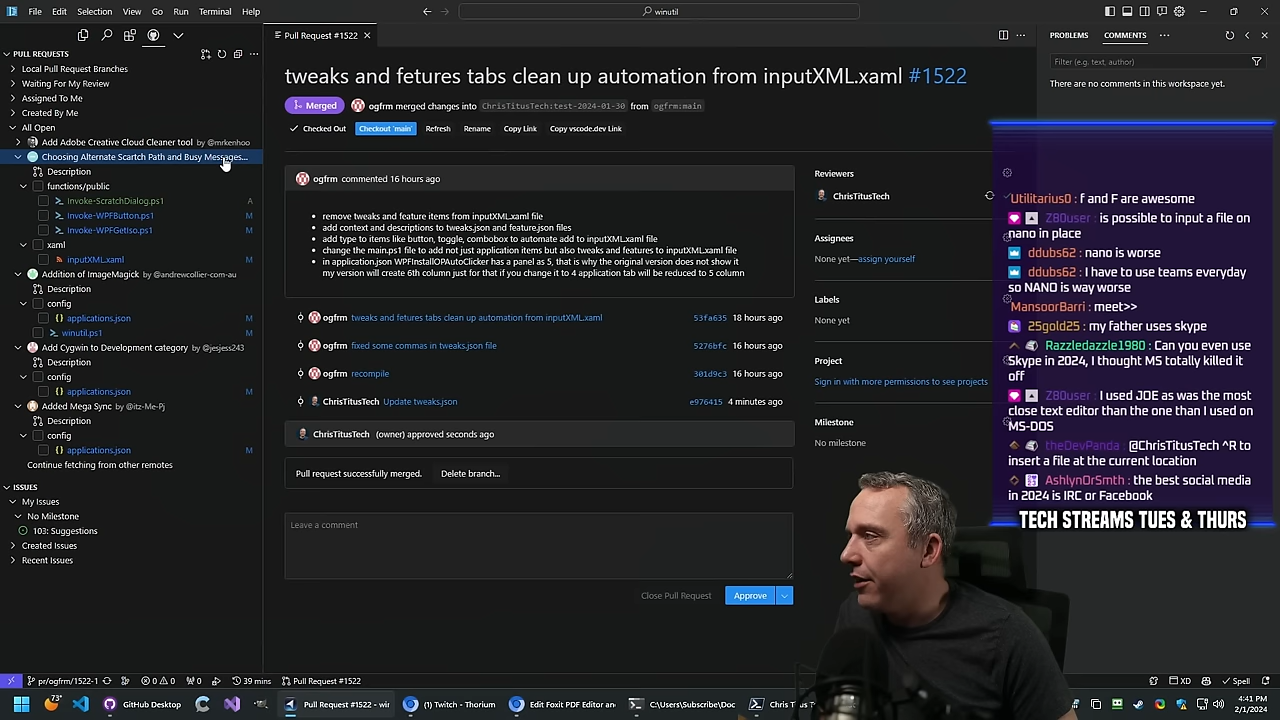 File Edit Selection View Go Run Terminal Help
winutil
PULL REQUESTS
Local Pull Request Branches
Waiting For My Review
Assigned To Me
Created By Me
All Open
Add Adobe Creative Cloud Cleaner tool by @mrkenhoo
Choosing Alternate Scartch Path and Busy Messages...
Description
functions/public
Invoke-ScratchDialog.ps1 A
Invoke-WPFButton.ps1 M
Invoke-WPFGetIso.ps1 M
xaml
inputXML.xaml M
Addition of ImageMagick by @andrewcollier-com-au
Description
config
applications.json M
winutil.ps1 M
Add Cygwin to Development category by @jesjess243
Description
config
applications.json M
Added Mega Sync by @itz-Me-Pj
Description
config
applications.json M
Continue fetching from other remotes
ISSUES
My Issues
No Milestone
103: Suggestions
Created Issues
Recent Issues
Pull Request #1522
tweaks and fetures tabs clean up automation from inputXML.xaml #1522
Merged ogfrm merged changes into ChrisTitusTech:test-2024-01-30 from ogfrm:main
Checked Out Checkout 'main' Refresh Rename Copy Link Copy vscode.dev Link
ogfrm commented 16 hours ago
• remove tweaks and feature items from inputXML.xaml file
• add context and descriptions to tweaks.json and feature.json files
• add type to items like button, toggle, combobox to automate add to inputXML.xaml file
• change the main.ps1 file to add not just application items but also tweaks and features to inputXML.xaml file
• in application.json WPFInstallOPAutoClicker has a panel as 5, that is why the original version does not show it
my version will create 6th column just for that if you change it to 4 application tab will be reduced to 5 column
ogfrm tweaks and fetures tabs clean up automation from inputXML.xaml 53fa635 18 hours ago
ogfrm fixed some commas in tweaks.json file 5276bfc 16 hours ago
ogfrm recompile 301d9c3 16 hours ago
ChrisTitusTech Update tweaks.json e976415 4 minutes ago
ChrisTitusTech (owner) approved seconds ago
Pull request successfully merged. Delete branch...
Leave a comment
Close Pull Request Approve
Reviewers
ChrisTitusTech
Assignees
None yet—assign yourself
Labels
None yet
Project
Sign in with more permissions to see projects
Milestone
No milestone
PROBLEMS COMMENTS
Filter (e.g. text, author)
There are no comments in this workspace yet.
Utilitarius0 : f and F are awesome
Z80user : is possible to input a file on
nano in place
ddubs62 : nano is worse
ddubs62 : I have to use teams everyday
so NANO is way worse
MansoorBarri : meet>>
25gold25 : my father uses skype
Razzledazzle1980 : Can you even use
Skype in 2024, I thought MS totally killed it
off
Z80user : I used JOE as was the most
close text editor than the one than I used on
MS-DOS
theDevPanda : @ChrisTitusTech ^R to
insert a file at the current location
AshlynOrSmth : the best social media
in 2024 is IRC or Facebook
TECH STREAMS TUES & THURS
pr/ogfrm/1522-1 0 0 0 39 mins Pull Request #1522 XD Spell
73°
GitHub Desktop
Pull Request #1522 - wi
(1) Twitch - Thorium
Edit Foxit PDF Editor an
C:\Users\Subscribe\Doc
Chris T
4:41 PM
2/1/2024